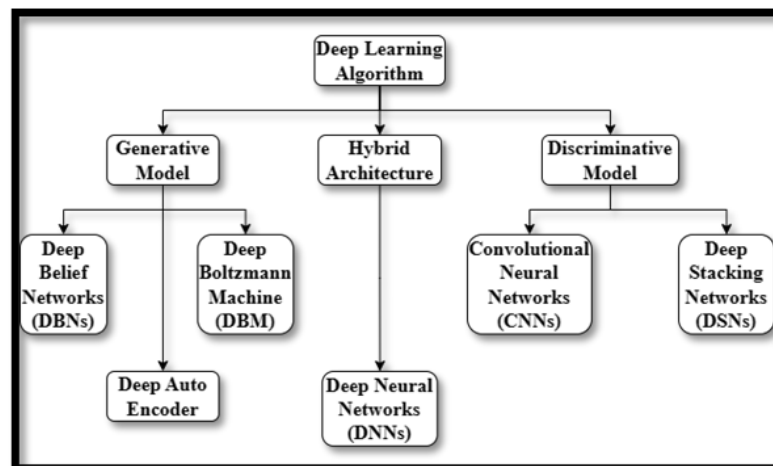 Deep Learning
Algorithm
Generative
Model
Hybrid
Architecture
Discriminative
Model
Deep
Belief
Networks
(DBNs)
Deep
Boltzmann
Machine
(DBM)
Convolutional
Neural
Networks
(CNNs)
Deep
Stacking
Networks
(DSNs)
Deep Auto
Encoder
Deep Neural
Networks
(DNNs)